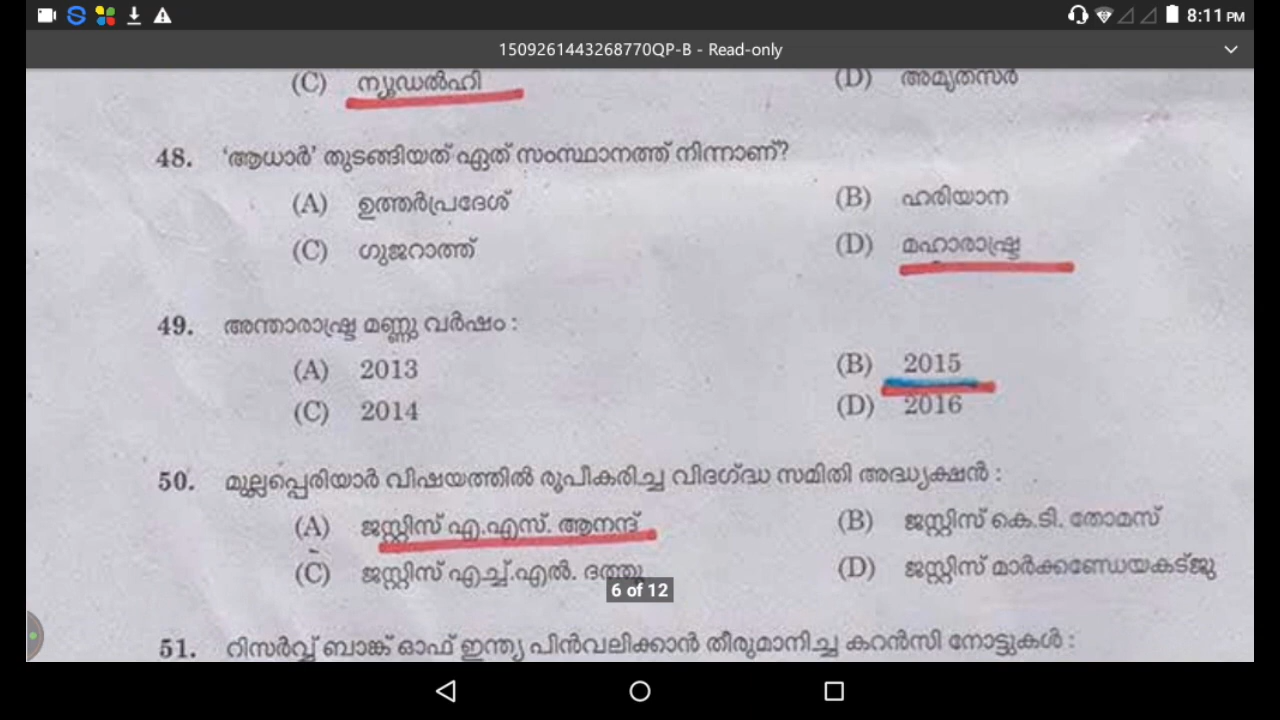 8:11 PM
1509261443268770QP-B - Read-only
(C) ന്യൂഡൽഹി (D) അമൃതസർ
48. 'ആധാർ' തുടങ്ങിയത് ഏത് സംസ്ഥാനത്ത് നിന്നാണ്?
(A) ഉത്തർപ്രദേശ് (B) ഹരിയാന
(C) ഗുജറാത്ത് (D) മഹാരാഷ്ട്ര
49. അന്താരാഷ്ട്ര മണ്ണു വർഷം :
(A) 2013 (B) 2015
(C) 2014 (D) 2016
50. മുല്ലപ്പെരിയാർ വിഷയത്തിൽ രൂപീകരിച്ച വിദഗ്ദ്ധ സമിതി അദ്ധ്യക്ഷൻ :
(A) ജസ്റ്റിസ് എ.എസ്. ആനന്ദ് (B) ജസ്റ്റിസ് കെ.ടി. തോമസ്
(C) ജസ്റ്റിസ് എച്ച്.എൽ. ദത്തു (D) ജസ്റ്റിസ് മാർക്കണ്ഡേയകട്ജു
6 of 12
51. റിസർവ്വ് ബാങ്ക് ഓഫ് ഇന്ത്യ പിൻവലിക്കാൻ തീരുമാനിച്ച കറൻസി നോട്ടുകൾ :